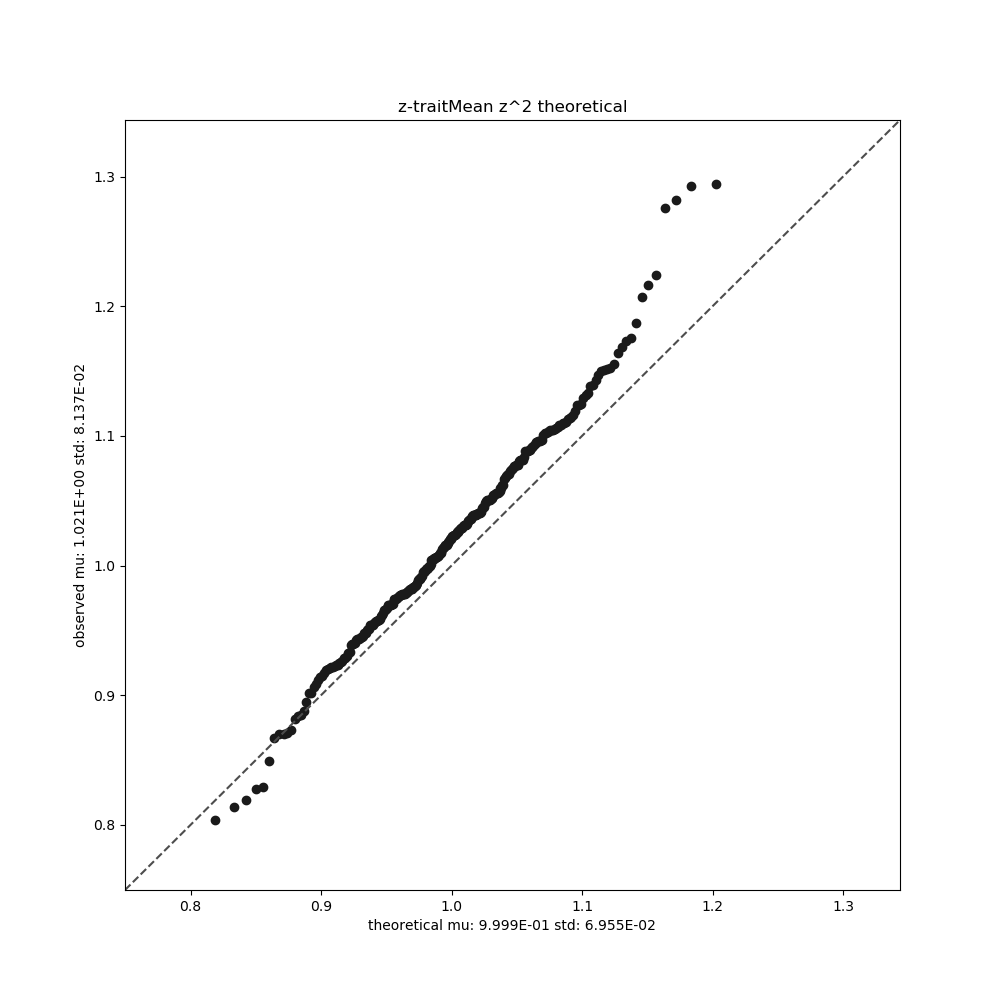 z-traitMean z^2 theoretical
1.3
1.2
1.1
1.0
0.9
0.8
observed mu: 1.021E+00 std: 8.137E-02
0.8 0.9 1.0 1.1 1.2 1.3
theoretical mu: 9.999E-01 std: 6.955E-02